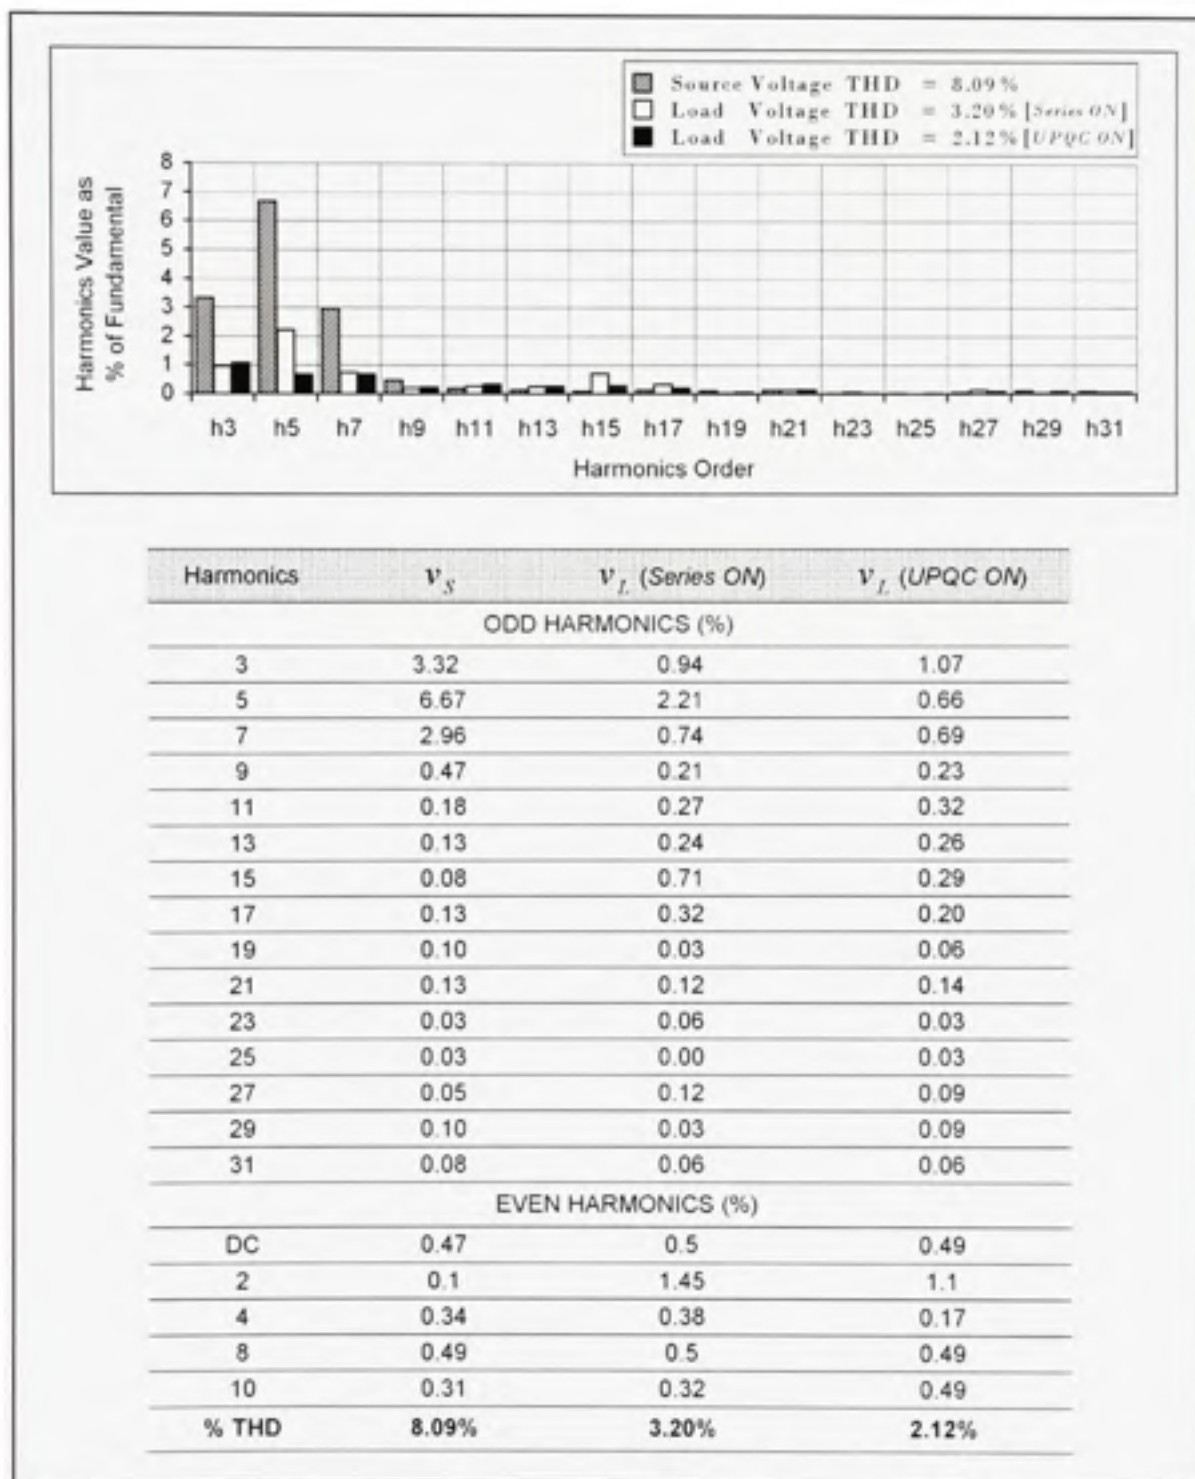 Source Voltage THD = 8.09%
Load Voltage THD = 3.20% [Series ON]
Load Voltage THD = 2.12% [UPQC ON]
Harmonics Value as
% of Fundamental
8
7
6
5
4
3
2
1
0
h3 h5 h7 h9 h11 h13 h15 h17 h19 h21 h23 h25 h27 h29 h31
Harmonics Order
Harmonics v_S v_L (Series ON) v_L (UPQC ON)
ODD HARMONICS (%)
3 3.32 0.94 1.07
5 6.67 2.21 0.66
7 2.96 0.74 0.69
9 0.47 0.21 0.23
11 0.18 0.27 0.32
13 0.13 0.24 0.26
15 0.08 0.71 0.29
17 0.13 0.32 0.20
19 0.10 0.03 0.06
21 0.13 0.12 0.14
23 0.03 0.06 0.03
25 0.03 0.00 0.03
27 0.05 0.12 0.09
29 0.10 0.03 0.09
31 0.08 0.06 0.06
EVEN HARMONICS (%)
DC 0.47 0.5 0.49
2 0.1 1.45 1.1
4 0.34 0.38 0.17
8 0.49 0.5 0.49
10 0.31 0.32 0.49
% THD 8.09% 3.20% 2.12%